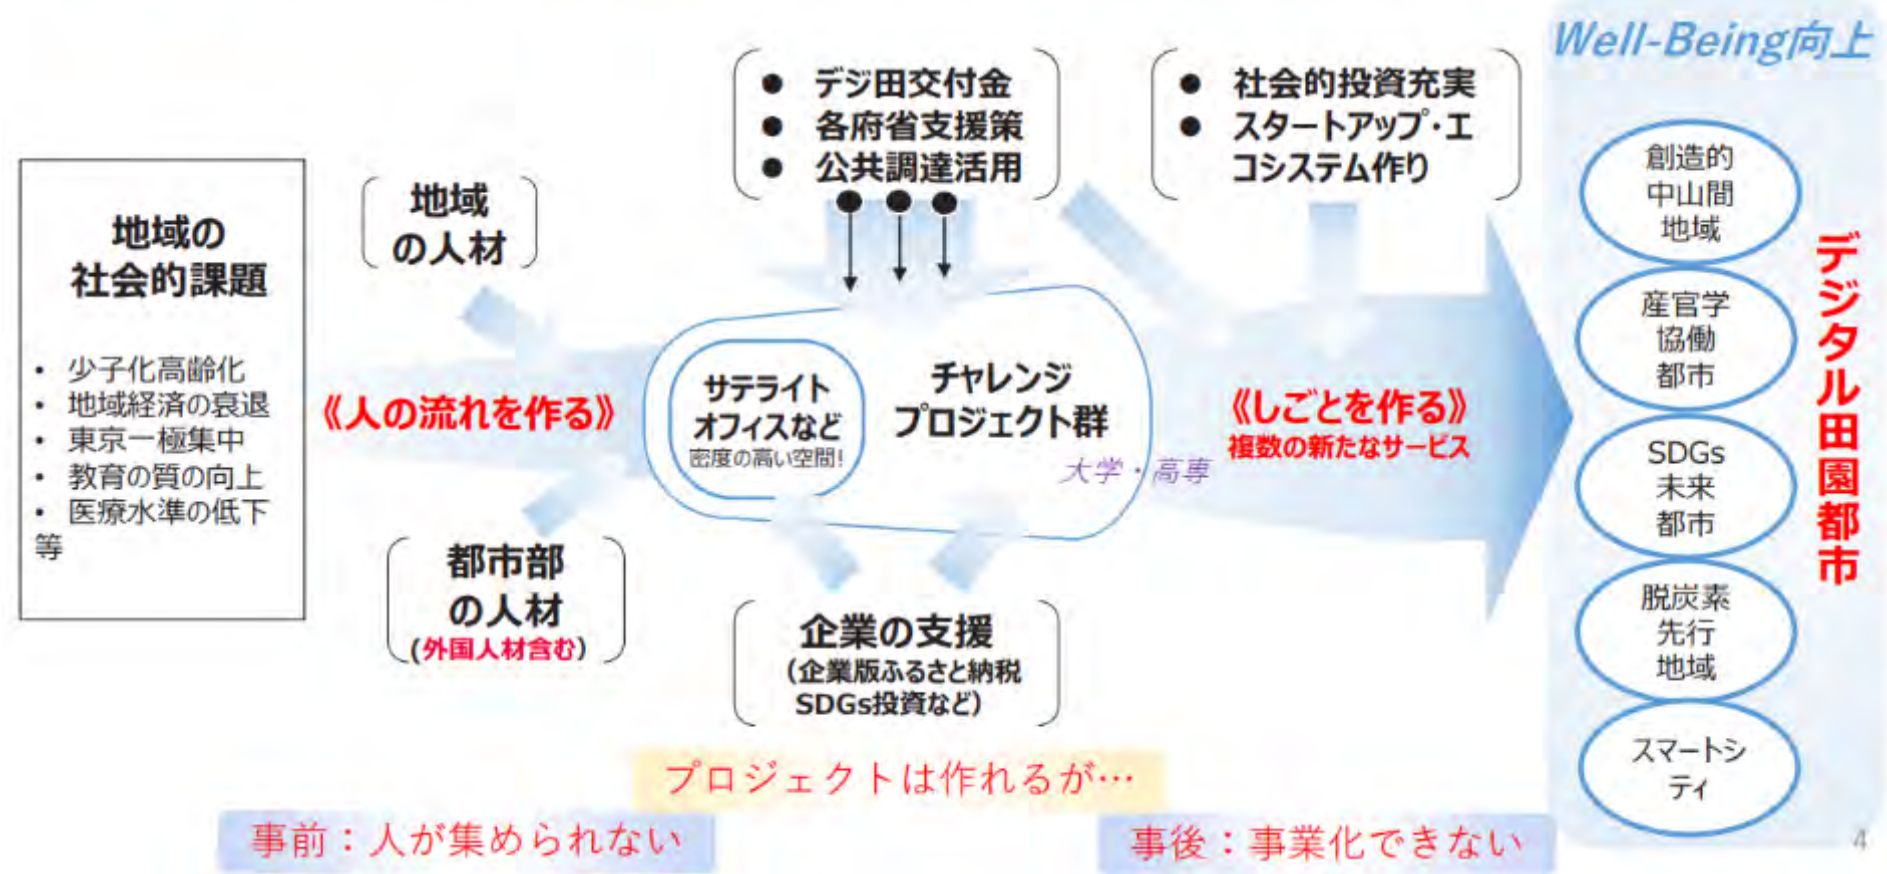 Well-Being向上
● デジ田交付金
● 各府省支援策
● 公共調達活用
● 社会的投資充実
● スタートアップ・エ
コシステム作り
地域の
社会的課題
• 少子化高齢化
• 地域経済の衰退
• 東京一極集中
• 教育の質の向上
• 医療水準の低下
等
地域
の人材
《人の流れを作る》
都市部
の人材
(外国人材含む)
サテライト
オフィスなど
密度の高い空間!
チャレンジ
プロジェクト群
大学・高専
企業の支援
(企業版ふるさと納税
SDGs投資など)
《しごとを作る》
複数の新たなサービス
創造的
中山間
地域
産官学
協働
都市
SDGs
未来
都市
脱炭素
先行
地域
スマートシ
ティ
デジタル田園都市
プロジェクトは作れるが…
事前：人が集められない
事後：事業化できない
4